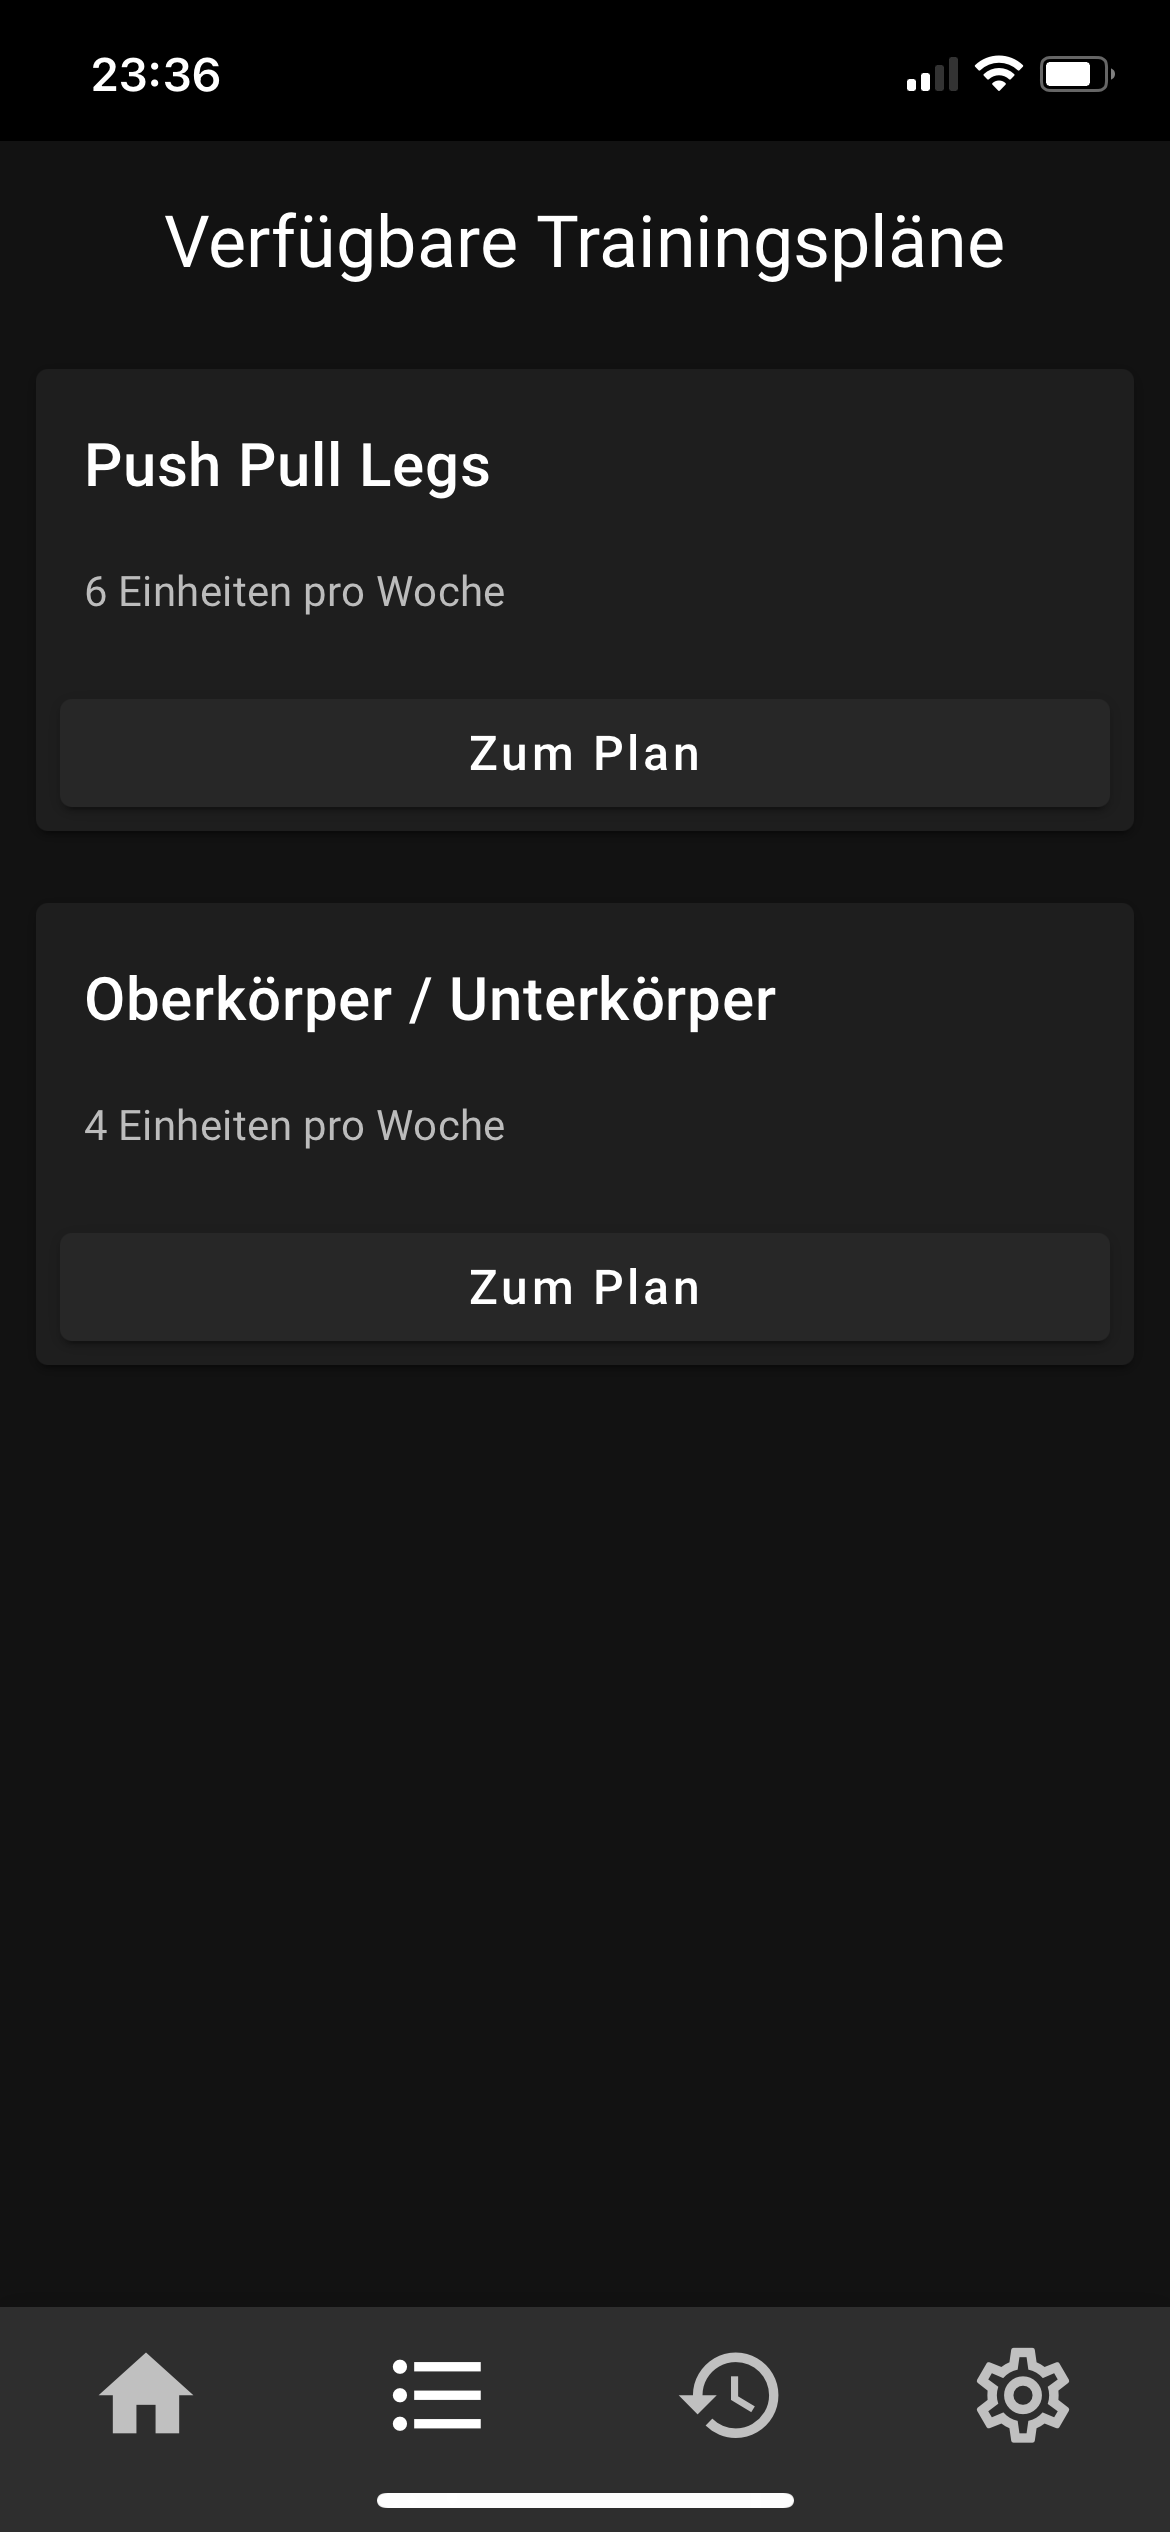 23:36
Verfügbare Trainingspläne
Push Pull Legs
6 Einheiten pro Woche
Zum Plan
Oberkörper / Unterkörper
4 Einheiten pro Woche
Zum Plan